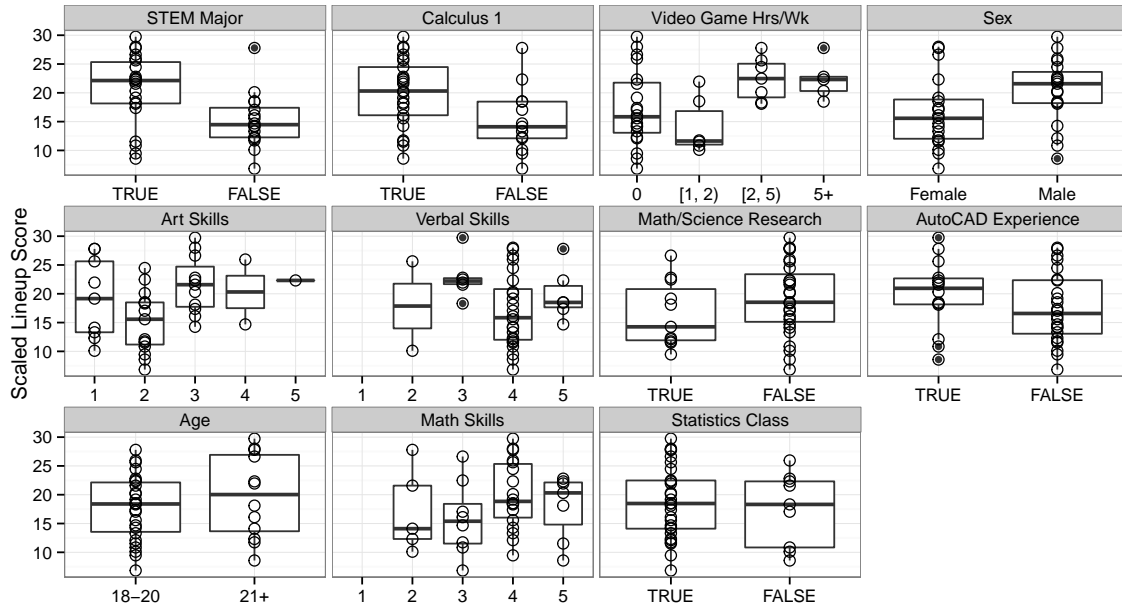 STEM Major
Calculus 1
Video Game Hrs/Wk
Sex
30
25
20
15
10
TRUE FALSE
TRUE FALSE
0 [1, 2) [2, 5) 5+
Female Male
Art Skills
Verbal Skills
Math/Science Research
AutoCAD Experience
30
25
20
15
10
1 2 3 4 5
1 2 3 4 5
TRUE FALSE
TRUE FALSE
Scaled Lineup Score
Age
Math Skills
Statistics Class
30
25
20
15
10
18−20 21+
1 2 3 4 5
TRUE FALSE